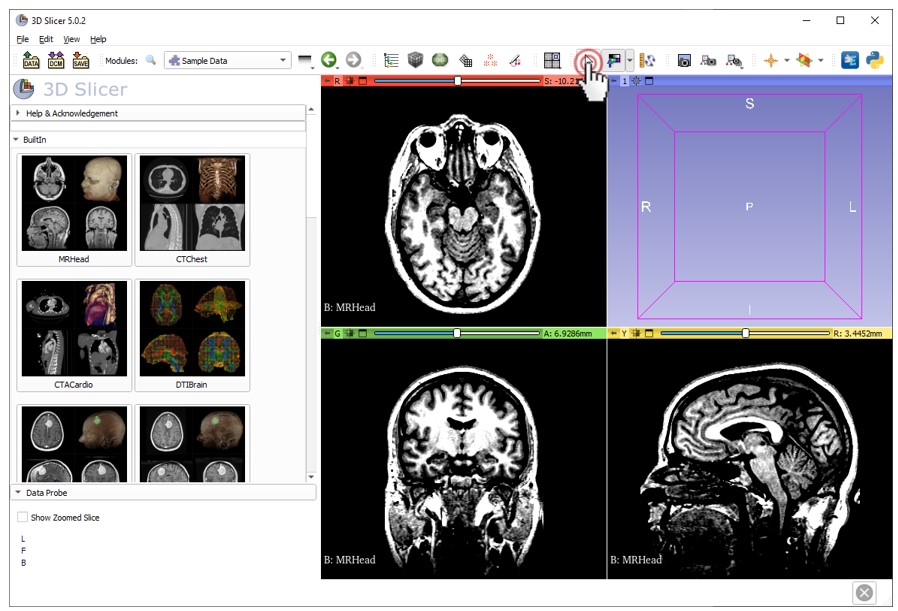 3D Slicer 5.0.2
File Edit View Help
DATA DCM SAVE Modules: Sample Data
R S: -10.21 1
3D Slicer
Help & Acknowledgement
BuiltIn
S
R P L
I
MRHead CTChest
B: MRHead
G A: 6.9286mm Y R: 3.4452mm
CTACardio DTIBrain
Data Probe
Show Zoomed Slice
L
F
B
B: MRHead B: MRHead